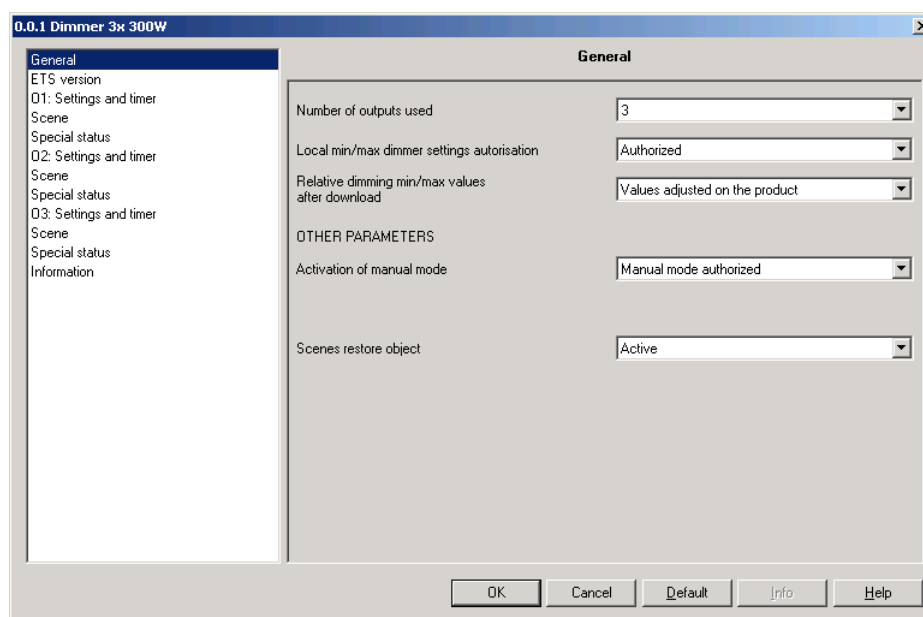 0.0.1 Dimmer 3x 300W
General
ETS version
O1: Settings and timer
Scene
Special status
O2: Settings and timer
Scene
Special status
O3: Settings and timer
Scene
Special status
Information
General
Number of outputs used
3
Local min/max dimmer settings autorisation
Authorized
Relative dimming min/max values
after download
Values adjusted on the product
OTHER PARAMETERS
Activation of manual mode
Manual mode authorized
Scenes restore object
Active
OK
Cancel
Default
Info
Help